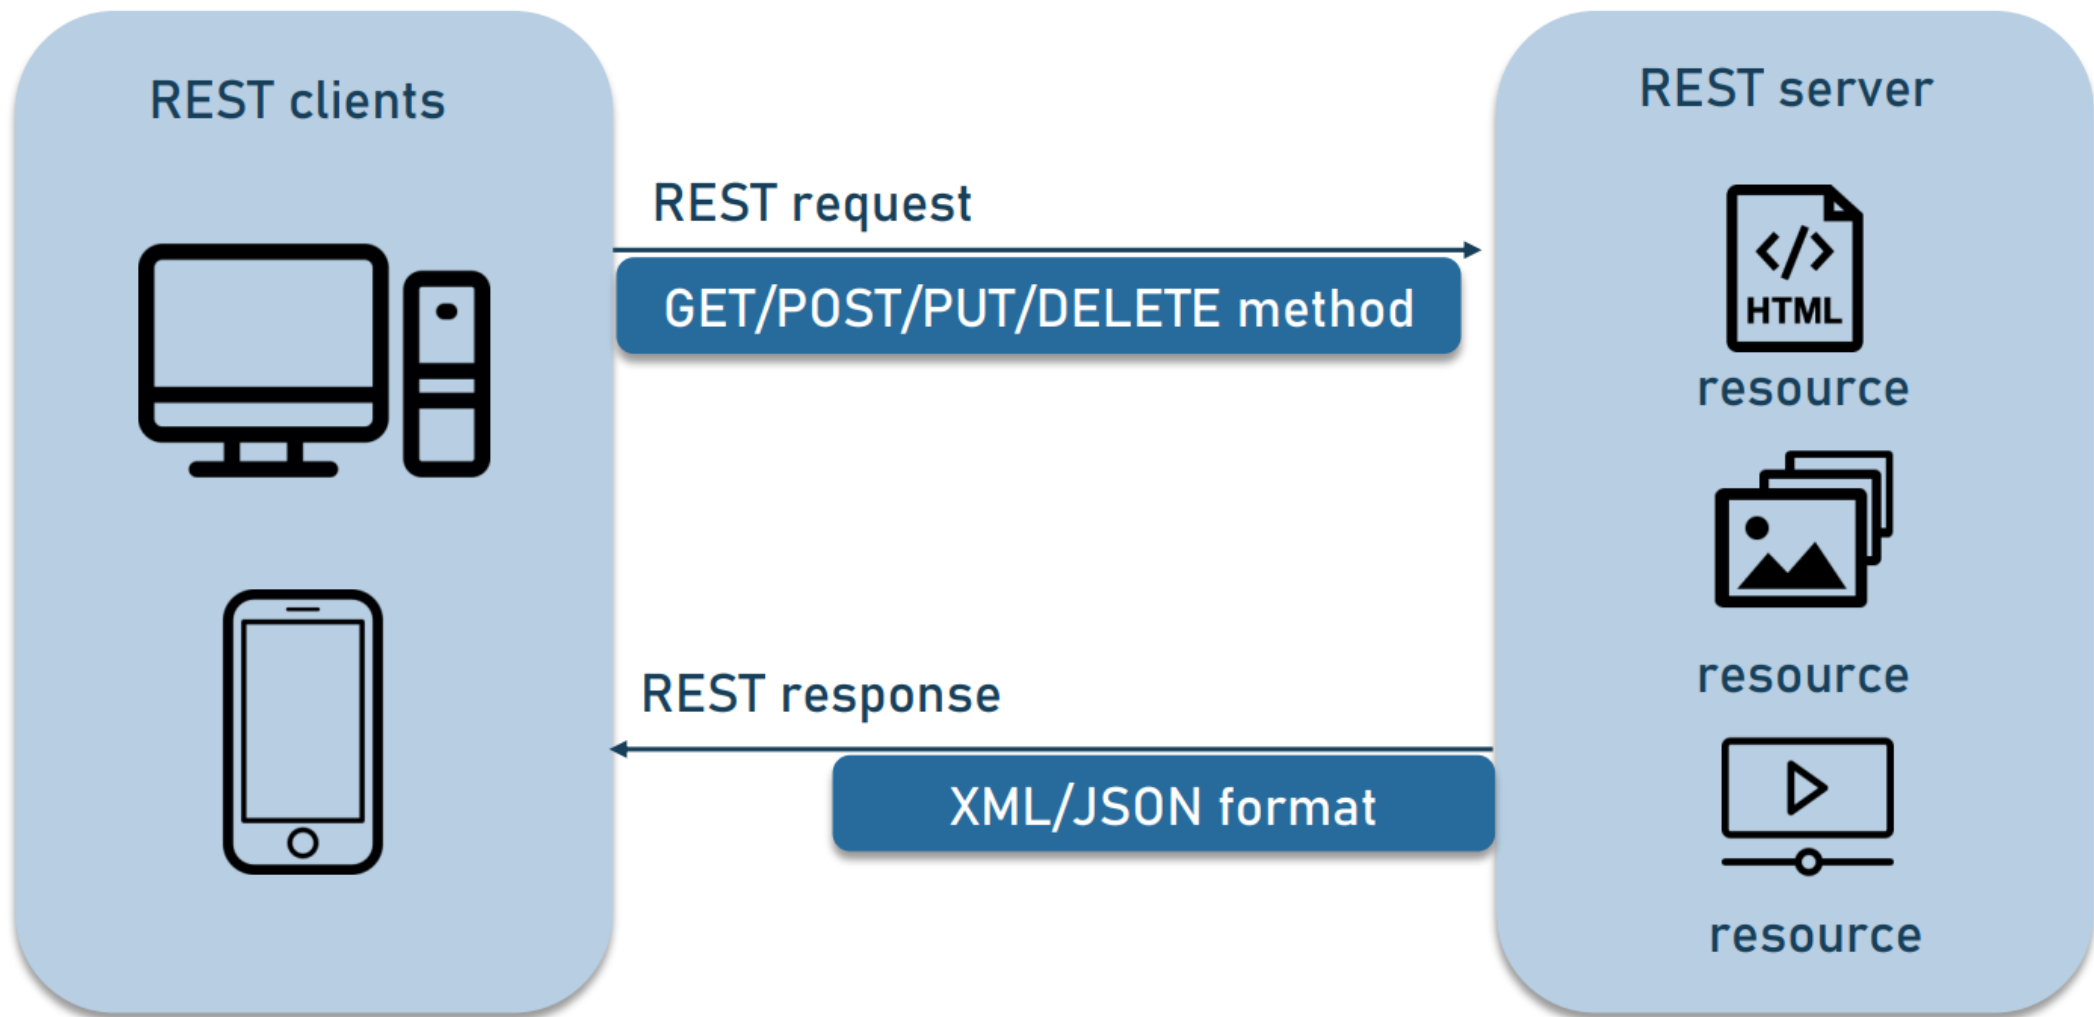 REST clients
REST request
GET/POST/PUT/DELETE method
REST response
XML/JSON format
REST server
</>
HTML
resource
resource
resource